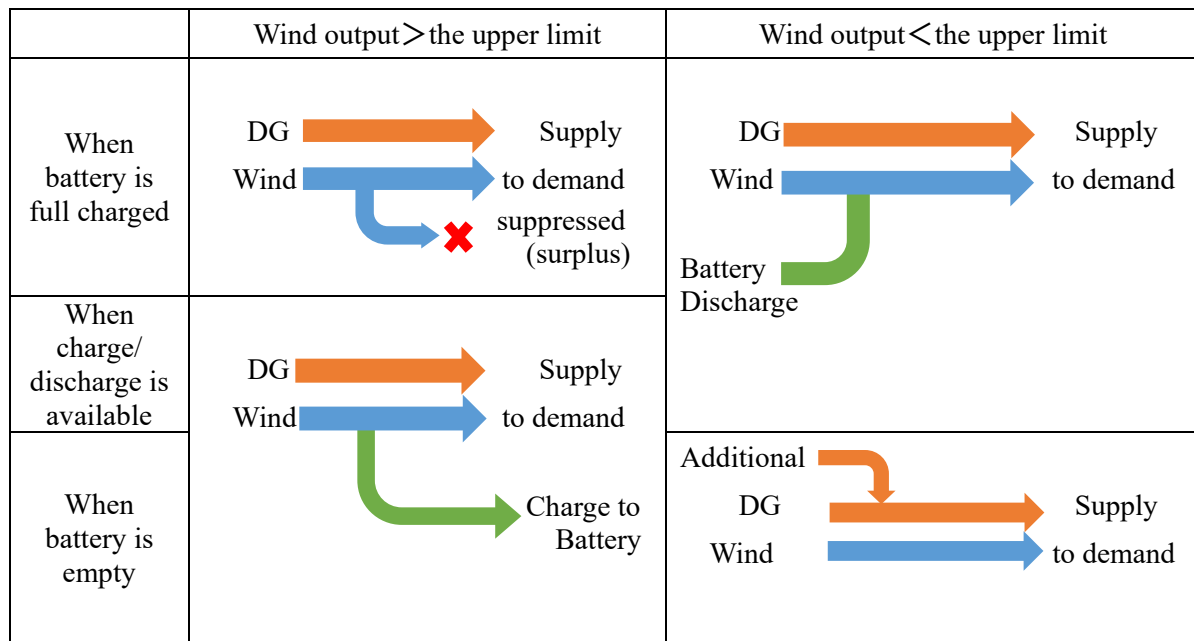 Wind output＞the upper limit
Wind output＜the upper limit
When
battery is
full charged
DG
Supply
Wind
to demand
suppressed
(surplus)
DG
Supply
Wind
to demand
Battery
Discharge
When
charge/
discharge is
available
DG
Supply
Wind
to demand
Charge to
Battery
When
battery is
empty
Additional
DG
Supply
Wind
to demand